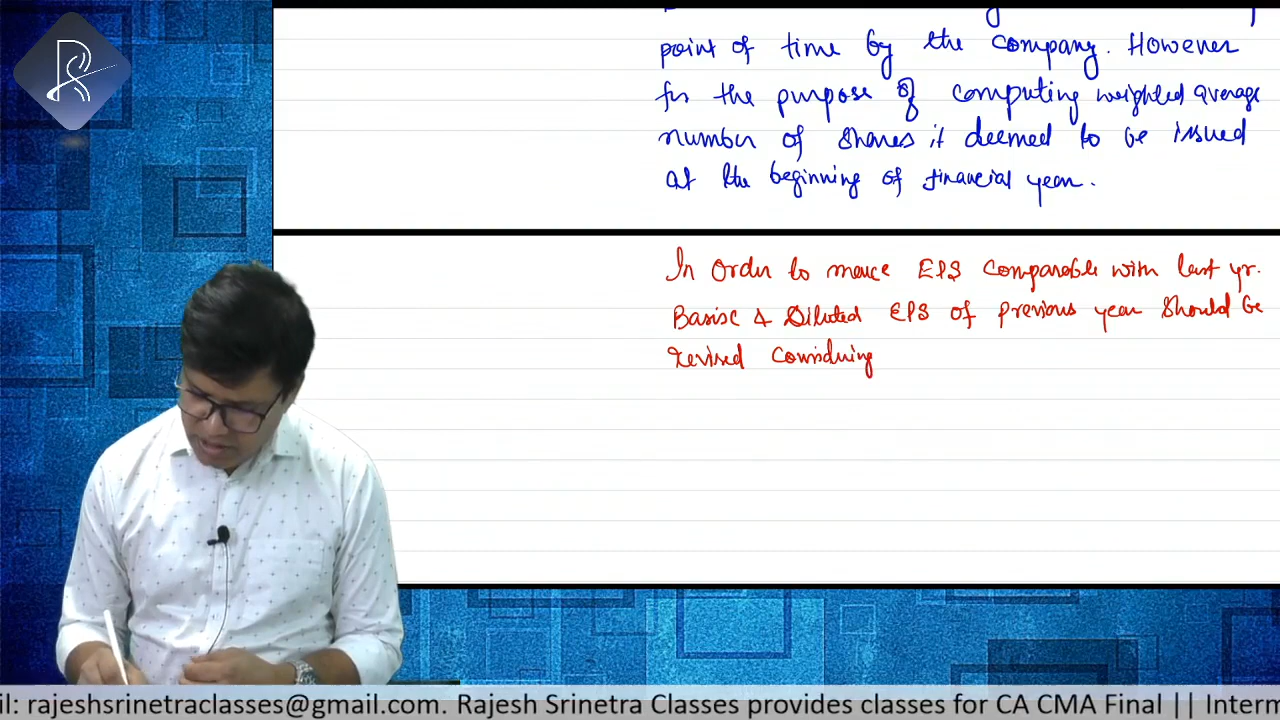 point of time by the company. However
for the purpose of computing weighted average
number of shares it deemed to be issued
at the beginning of financial year.
In order to make EPS comparable with last yr.
Basic & Diluted EPS of previous year should be
revised considering
il: rajeshsrinetraclasses@gmail.com. Rajesh Srinetra Classes provides classes for CA CMA Final || Intern